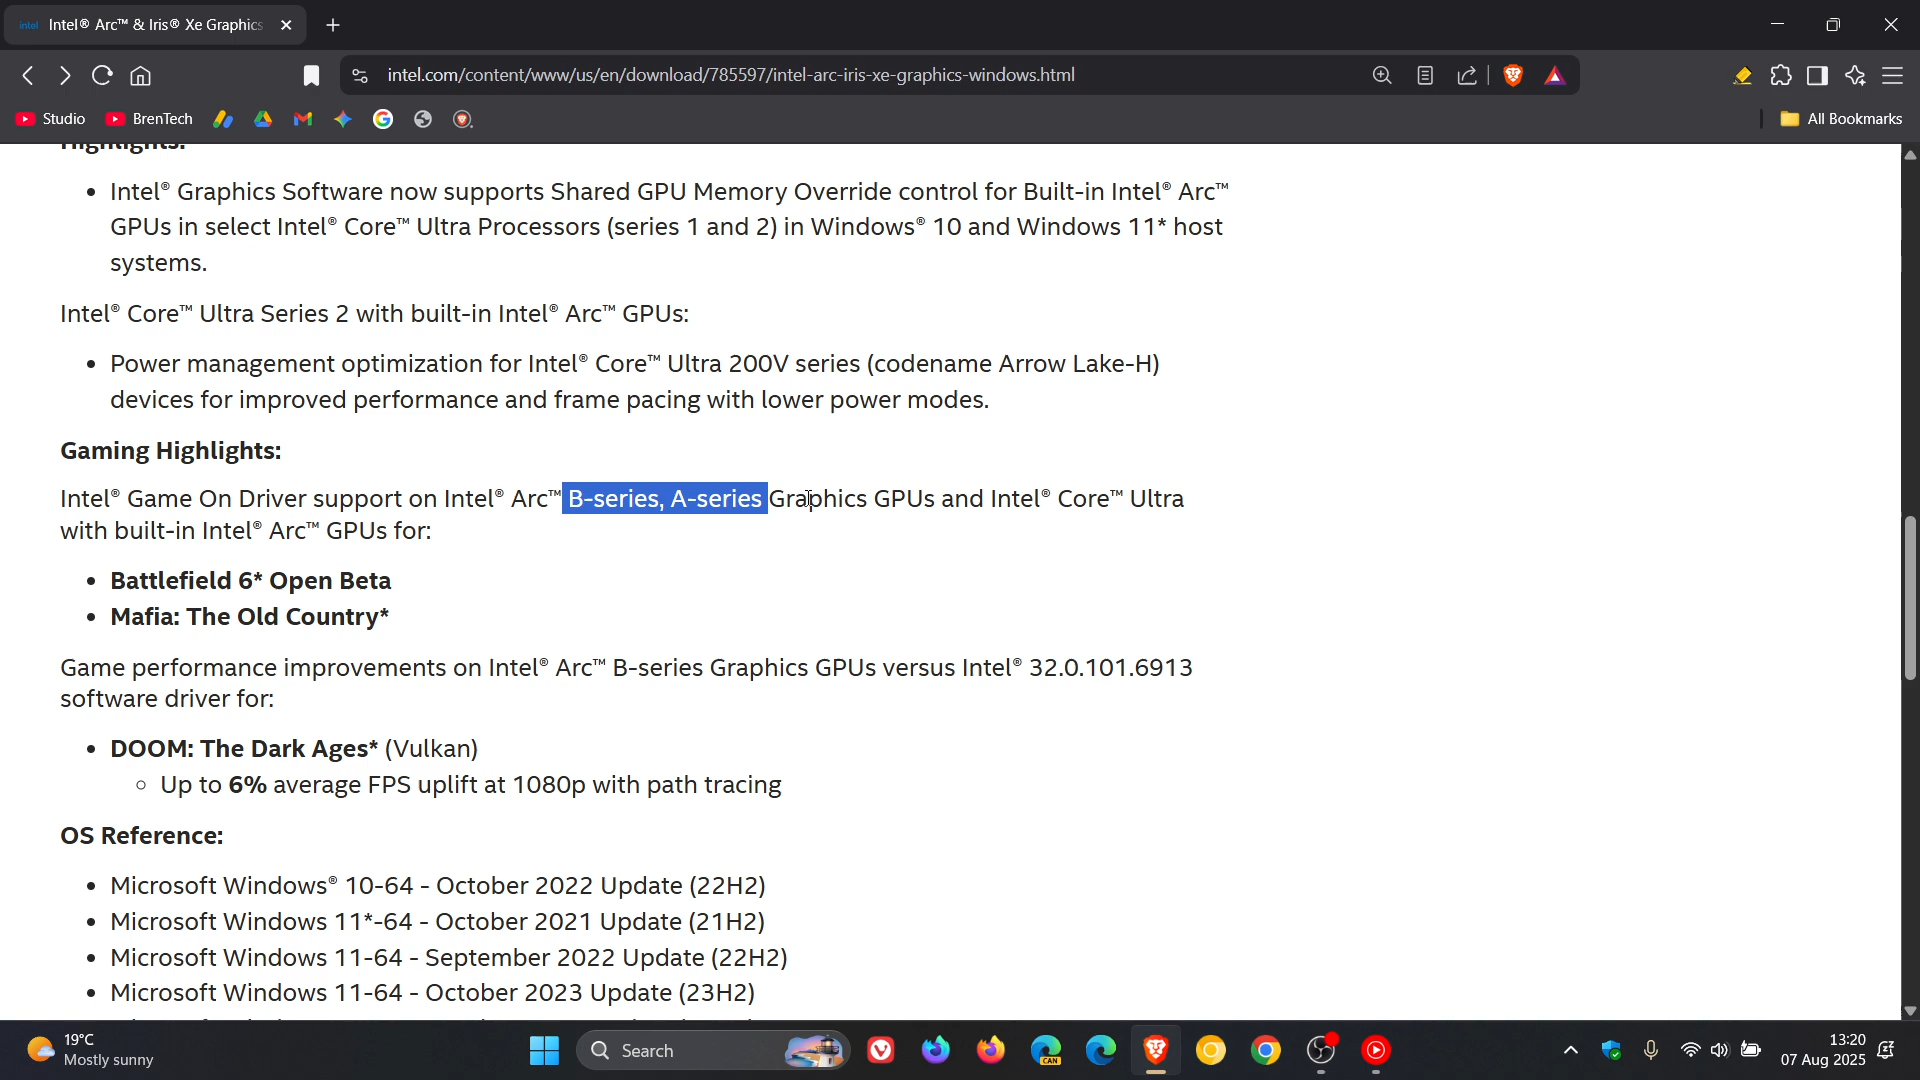 intel Intel® Arc™ & Iris® Xe Graphics
intel.com/content/www/us/en/download/785597/intel-arc-iris-xe-graphics-windows.html
Studio BrenTech All Bookmarks
Highlights:
• Intel® Graphics Software now supports Shared GPU Memory Override control for Built-in Intel® Arc™
GPUs in select Intel® Core™ Ultra Processors (series 1 and 2) in Windows® 10 and Windows 11* host
systems.
Intel® Core™ Ultra Series 2 with built-in Intel® Arc™ GPUs:
• Power management optimization for Intel® Core™ Ultra 200V series (codename Arrow Lake-H)
devices for improved performance and frame pacing with lower power modes.
Gaming Highlights:
Intel® Game On Driver support on Intel® Arc™ B-series, A-series Graphics GPUs and Intel® Core™ Ultra
with built-in Intel® Arc™ GPUs for:
• Battlefield 6* Open Beta
• Mafia: The Old Country*
Game performance improvements on Intel® Arc™ B-series Graphics GPUs versus Intel® 32.0.101.6913
software driver for:
• DOOM: The Dark Ages* (Vulkan)
◦ Up to 6% average FPS uplift at 1080p with path tracing
OS Reference:
• Microsoft Windows® 10-64 - October 2022 Update (22H2)
• Microsoft Windows 11*-64 - October 2021 Update (21H2)
• Microsoft Windows 11-64 - September 2022 Update (22H2)
• Microsoft Windows 11-64 - October 2023 Update (23H2)
19°C
Mostly sunny
Search
CAN
13:20
07 Aug 2025